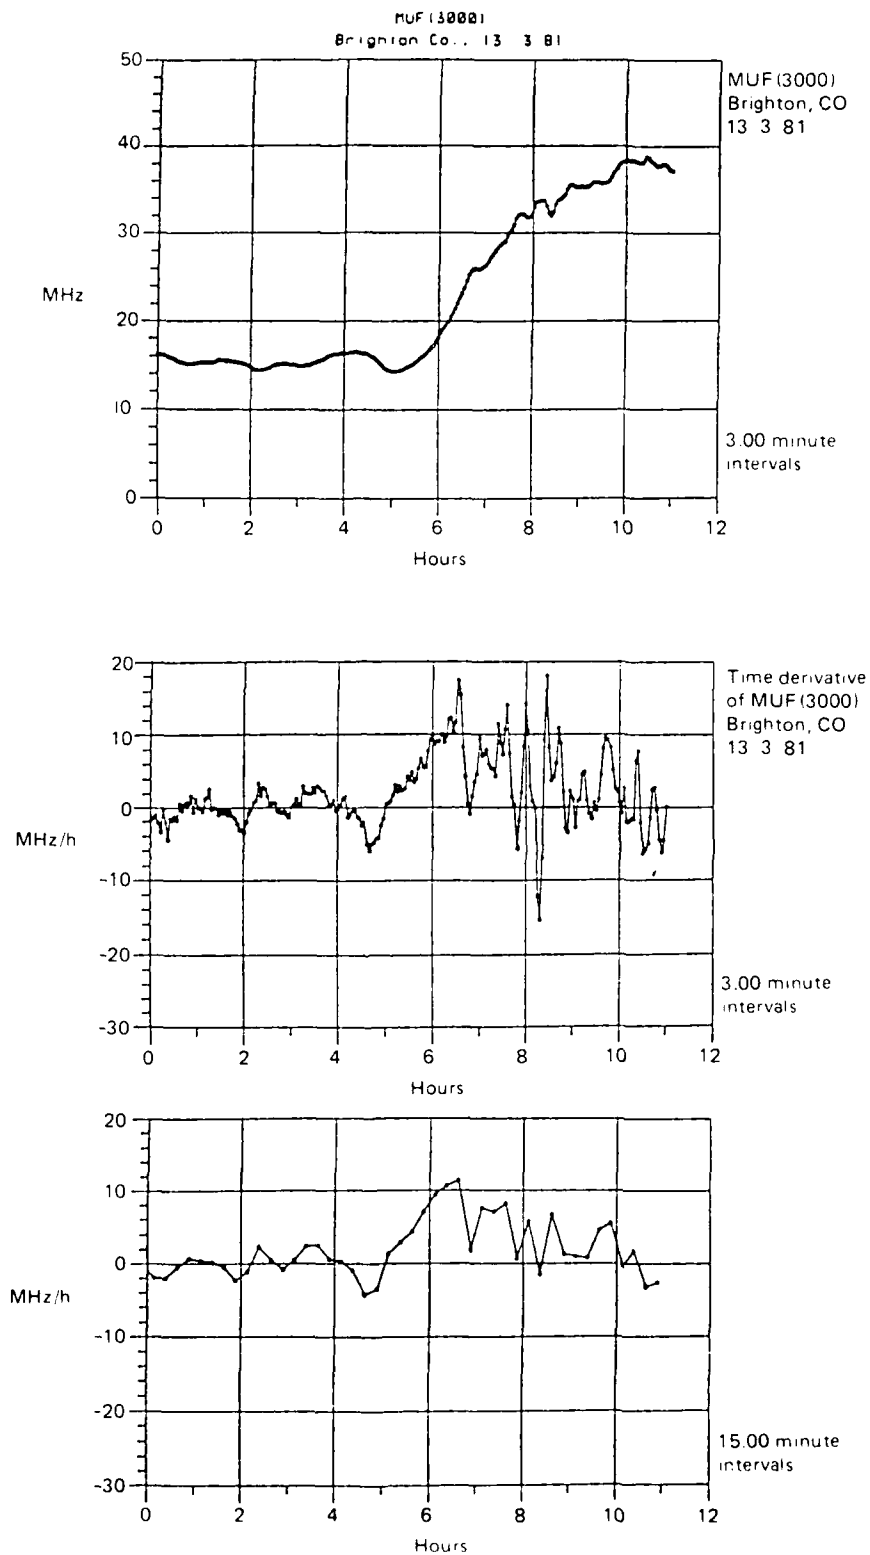 MUF(3000)
Brighton Co., 13 3 81
50
40
30
20
10
0
MHz
0 2 4 6 8 10 12
Hours
MUF(3000)
Brighton, CO
13 3 81
3.00 minute
intervals
20
10
0
-10
-20
-30
MHz/h
0 2 4 6 8 10 12
Hours
Time derivative
of MUF(3000)
Brighton, CO
13 3 81
3.00 minute
intervals
20
10
0
-10
-20
-30
MHz/h
0 2 4 6 8 10 12
Hours
15.00 minute
intervals